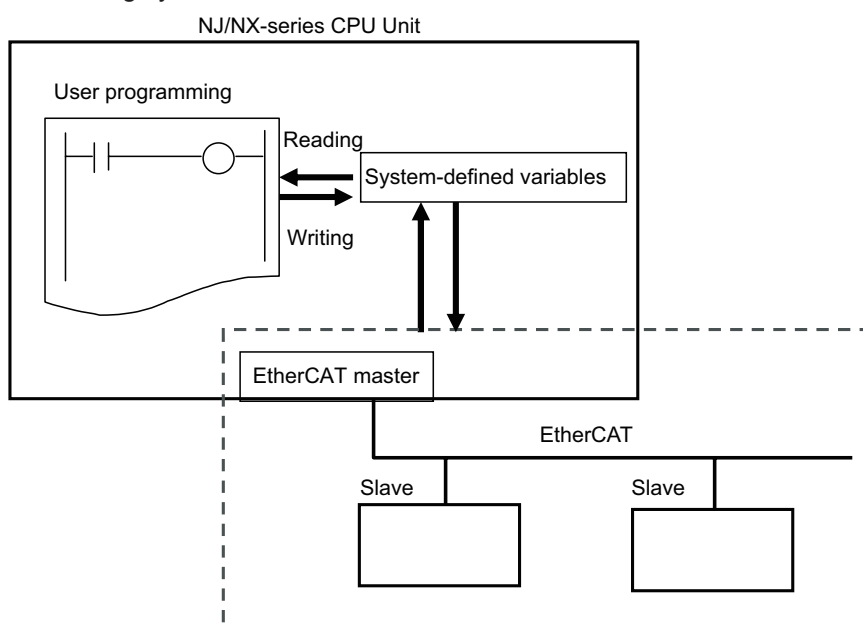 NJ/NX-series CPU Unit
User programming
Reading
System-defined variables
Writing
EtherCAT master
EtherCAT
Slave
Slave